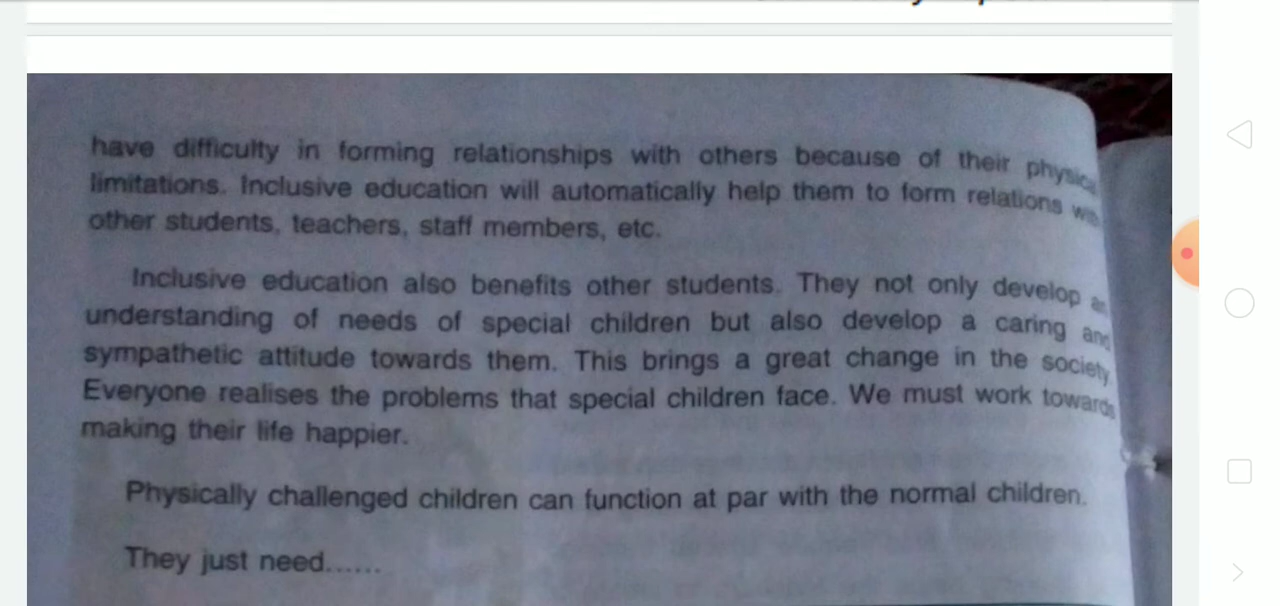 have difficulty in forming relationships with others because of their physical
limitations. Inclusive education will automatically help them to form relations with
other students, teachers, staff members, etc.
Inclusive education also benefits other students. They not only develop an
understanding of needs of special children but also develop a caring and
sympathetic attitude towards them. This brings a great change in the society.
Everyone realises the problems that special children face. We must work towards
making their life happier.
Physically challenged children can function at par with the normal children.
They just need......